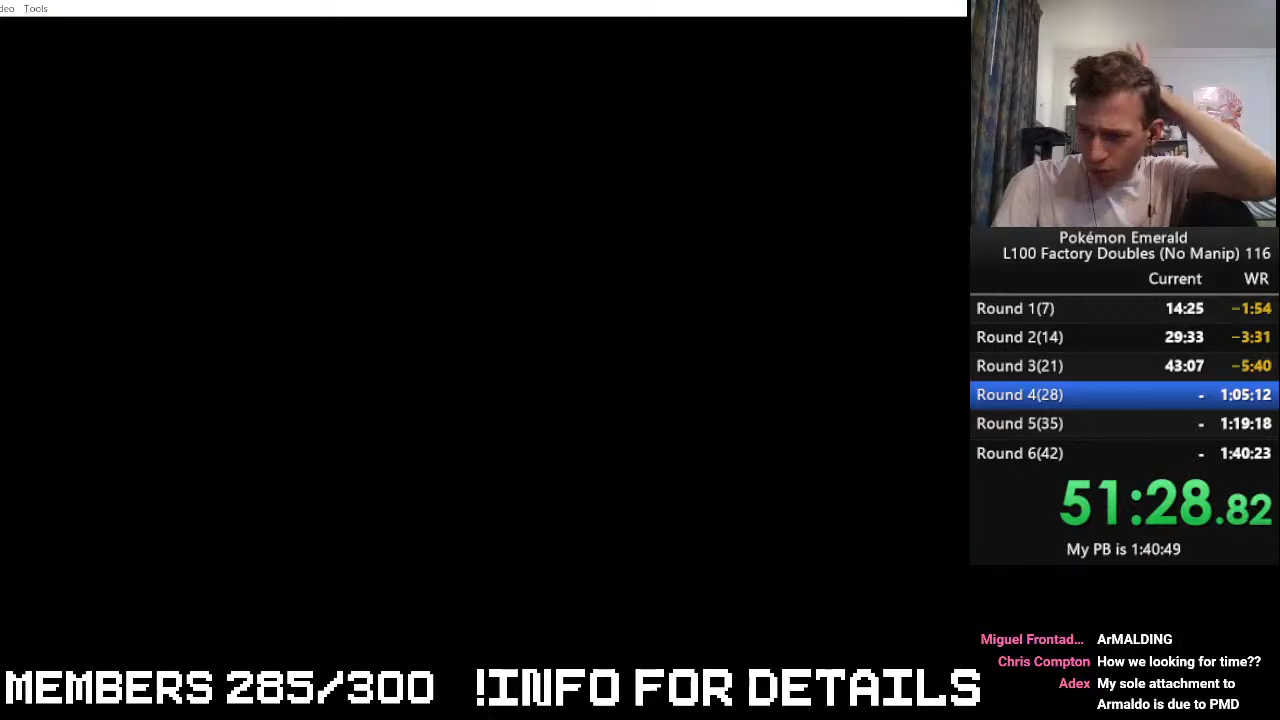 deo Tools
Pokémon Emerald
L100 Factory Doubles (No Manip) 116
Current WR
Round 1(7) 14:25 -1:54
Round 2(14) 29:33 -3:31
Round 3(21) 43:07 -5:40
Round 4(28) - 1:05:12
Round 5(35) - 1:19:18
Round 6(42) - 1:40:23
51:28.82
My PB is 1:40:49
Miguel Frontad... ArMALDING
Chris Compton How we looking for time??
Adex My sole attachment to
Armaldo is due to PMD
MEMBERS 285/300 !INFO FOR DETAILS